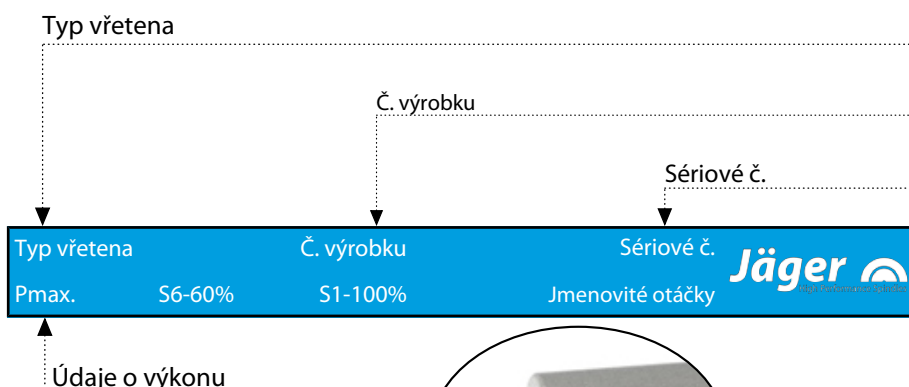 Typ vřetena
Č. výrobku
Sériové č.
Typ vřetena Č. výrobku Sériové č.
Jäger
Pmax. S6-60% S1-100% Jmenovité otáčky
Údaje o výkonu